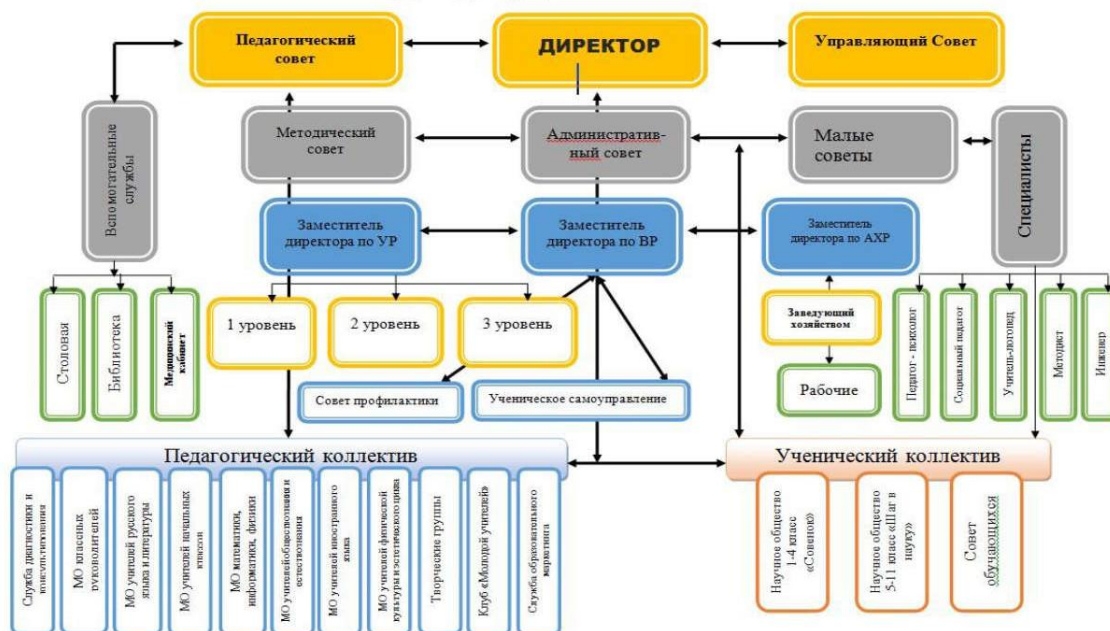 Педагогический
совет
ДИРЕКТОР
Управляющий Совет
Вспомогательные
службы
Методический
совет
Административ-
ный совет
Малые
советы
Специалисты
Заместитель
директора по УР
Заместитель
директора по ВР
Заместитель
директора по АХР
Столовая
Библиотека
Медицинский
кабинет
1 уровень
2 уровень
3 уровень
Заведующий
хозяйством
Рабочие
Педагог - психолог
Социальный педагог
Учитель-логопед
Методист
Инженер
Совет профилактики
Ученическое самоуправление
Педагогический коллектив
Ученический коллектив
Служба диагностики и
консультирования
МО классных
руководителей
МО учителей русского
языка и литературы
МО учителей начальных
классов
МО математики,
информатики, физики
МО учителей обществознания и
естествознания
МО учителей иностранного
языка
МО учителей физической
культуры и эстетического цикла
Творческие группы
Клуб «Молодой учителей»
Служба образовательного
маркетинга
Научное общество
1-4 класс
«Совенок»
Научное общество
5-11 класс «Шаг в
науку»
Совет
обучающихся